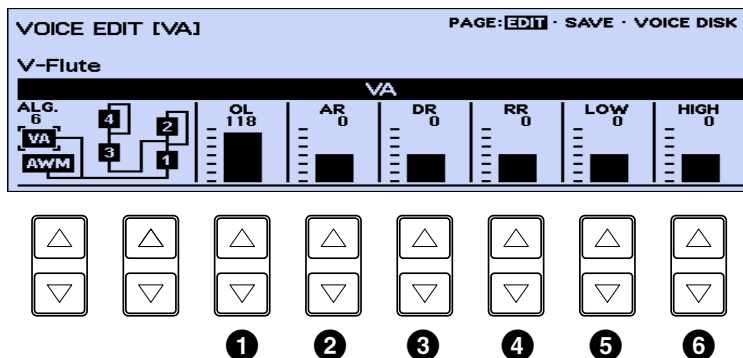 VOICE EDIT [VA] PAGE: EDIT · SAVE · VOICE DISK
V-Flute
VA
ALG. OL AR DR RR LOW HIGH
6 4 2 118 0 0 0 0 0
VA
AWM 3 1
1 2 3 4 5 6